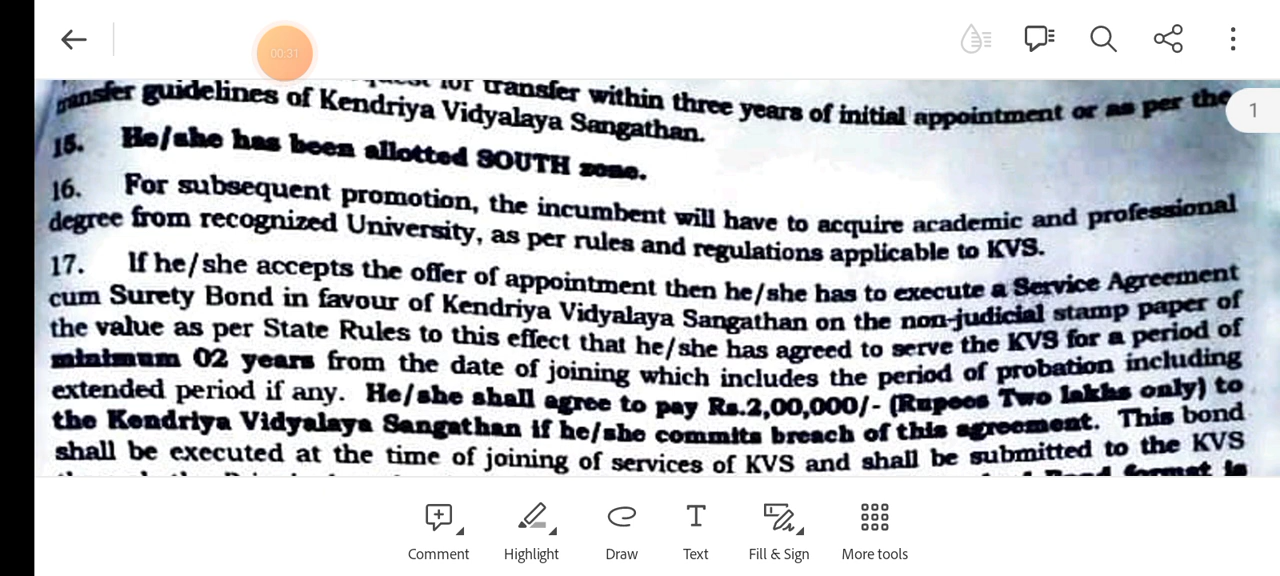 00:31
for transfer within three years of initial appointment or as per the
transfer guidelines of Kendriya Vidyalaya Sangathan.
1
15. He/she has been allotted SOUTH zone.
16. For subsequent promotion, the incumbent will have to acquire academic and professional
degree from recognized University, as per rules and regulations applicable to KVS.
17. If he/she accepts the offer of appointment then he/she has to execute a Service Agreement
cum Surety Bond in favour of Kendriya Vidyalaya Sangathan on the non-judicial stamp paper of
the value as per State Rules to this effect that he/she has agreed to serve the KVS for a period of
minimum 02 years from the date of joining which includes the period of probation including
extended period if any. He/she shall agree to pay Rs.2,00,000/- (Rupees Two lakhs only) to
the Kendriya Vidyalaya Sangathan if he/she commits breach of this agreement. This bond
shall be executed at the time of joining of services of KVS and shall be submitted to the KVS
Bond format is
Comment Highlight Draw Text Fill & Sign More tools